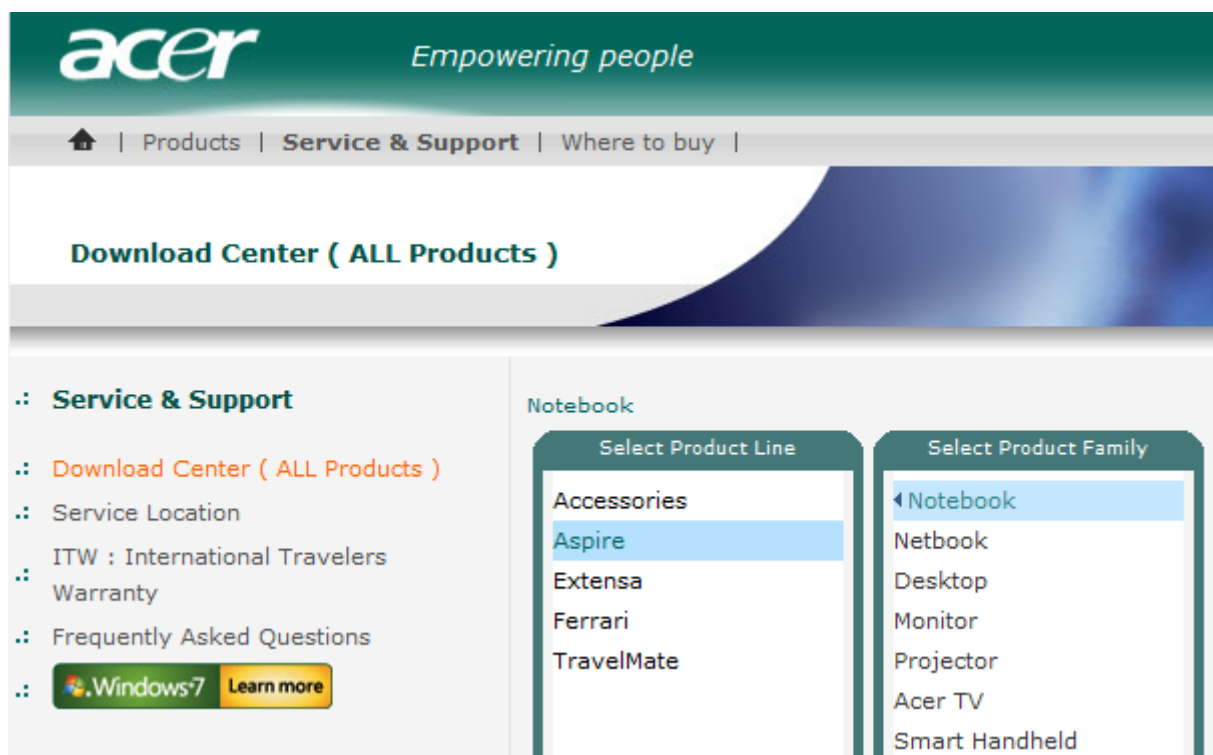 acer Empowering people
| Products | Service & Support | Where to buy |
Download Center ( ALL Products )
.: Service & Support
.: Download Center ( ALL Products )
.: Service Location
.: ITW : International Travelers
Warranty
.: Frequently Asked Questions
.: Windows 7 Learn more
Notebook
Select Product Line
Accessories
Aspire
Extensa
Ferrari
TravelMate
Select Product Family
Notebook
Netbook
Desktop
Monitor
Projector
Acer TV
Smart Handheld